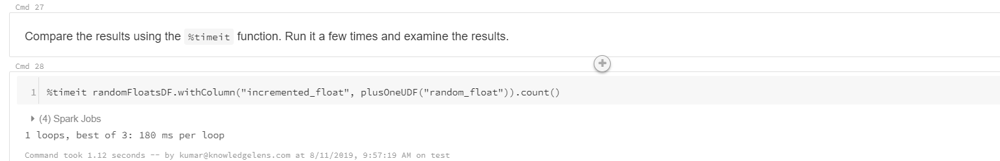 Cmd 27
Compare the results using the %timeit function. Run it a few times and examine the results.
Cmd 28
1 %timeit randomFloatsDF.withColumn("incremented_float", plusOneUDF("random_float")).count()
(4) Spark Jobs
1 loops, best of 3: 180 ms per loop
Command took 1.12 seconds -- by kumar@knowledgelens.com at 8/11/2019, 9:57:19 AM on test